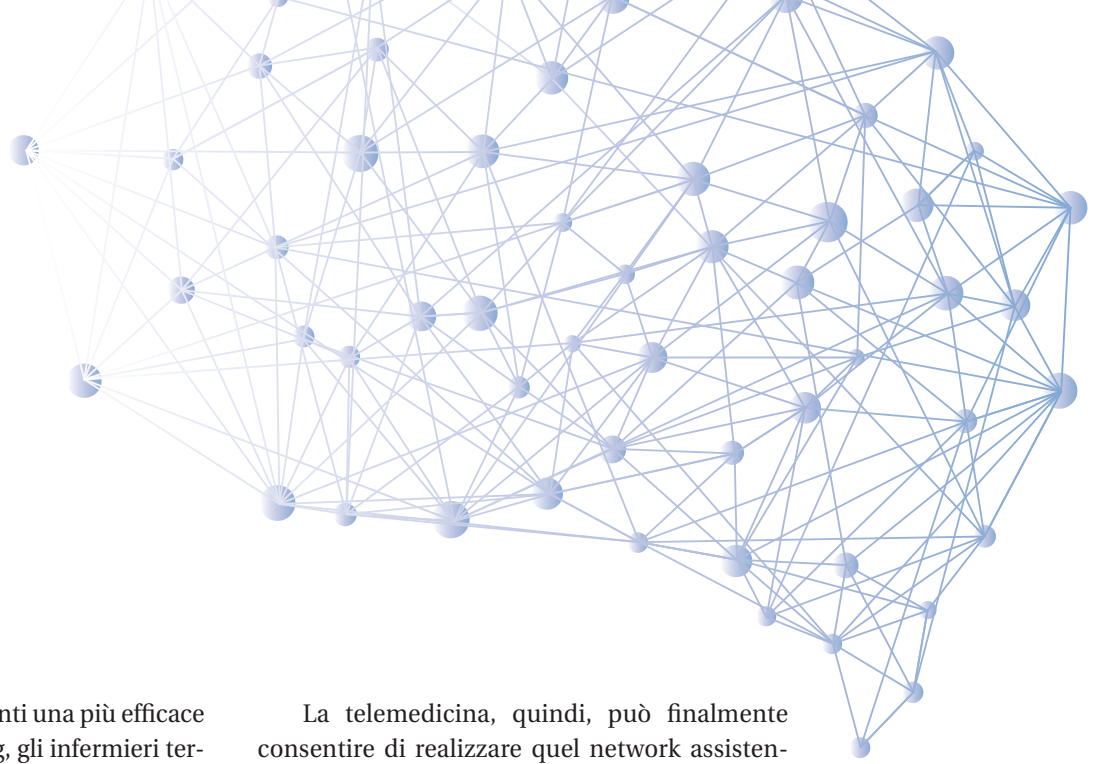 nti una più efficace
, gli infermieri ter-
La telemedicina, quindi, può finalmente
consentire di realizzare quel network assisten-